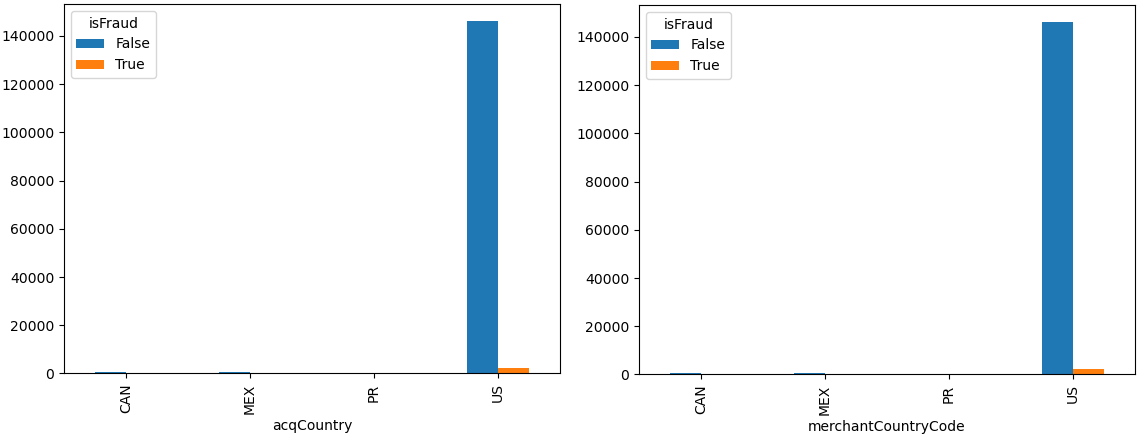 isFraud
False
True
140000
120000
100000
80000
60000
40000
20000
0
CAN
MEX
PR
US
acqCountry
isFraud
False
True
140000
120000
100000
80000
60000
40000
20000
0
CAN
MEX
PR
US
merchantCountryCode